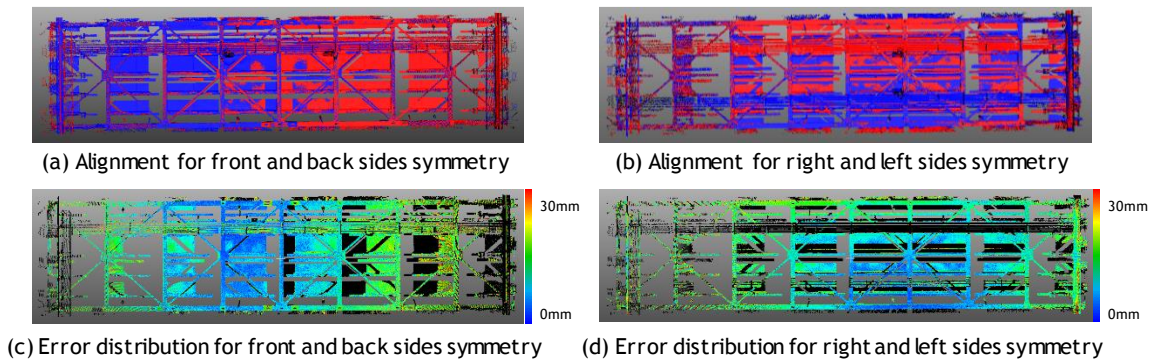 (a) Alignment for front and back sides symmetry
(b) Alignment for right and left sides symmetry
30mm
0mm
30mm
0mm
(c) Error distribution for front and back sides symmetry
(d) Error distribution for right and left sides symmetry